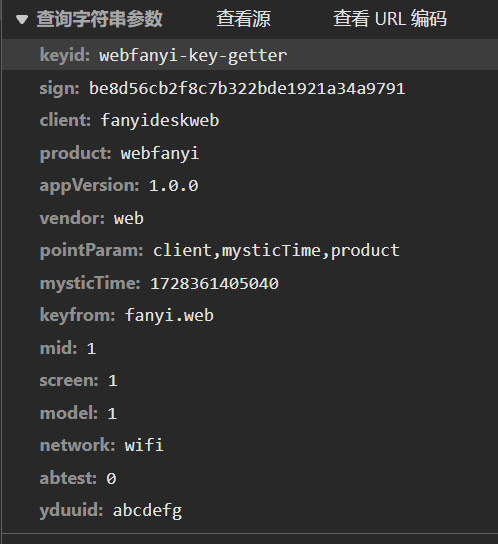 查询字符串参数 查看源 查看 URL 编码
keyid: webfanyi-key-getter
sign: be8d56cb2f8c7b322bde1921a34a9791
client: fanyideskweb
product: webfanyi
appVersion: 1.0.0
vendor: web
pointParam: client,mysticTime,product
mysticTime: 1728361405040
keyfrom: fanyi.web
mid: 1
screen: 1
model: 1
network: wifi
abtest: 0
yduuid: abcdefg